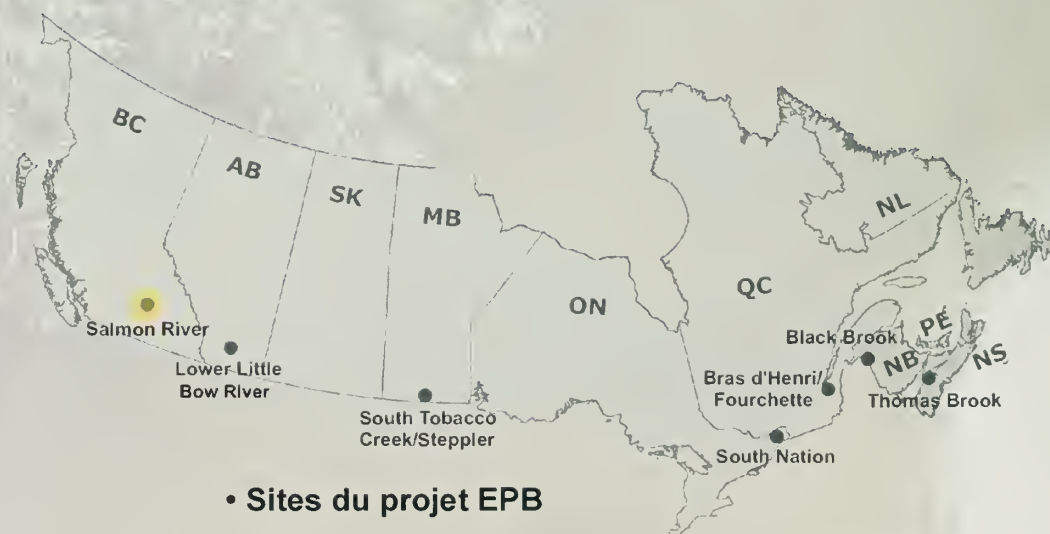 BC
AB
SK
MB
ON
QC
NL
PE
NB
NS
Salmon River
Lower Little
Bow River
South Tobacco
Creek/Steppler
Black Brook
Bras d'Henri/
Fourchette
Thomas Brook
South Nation
• Sites du projet EPB